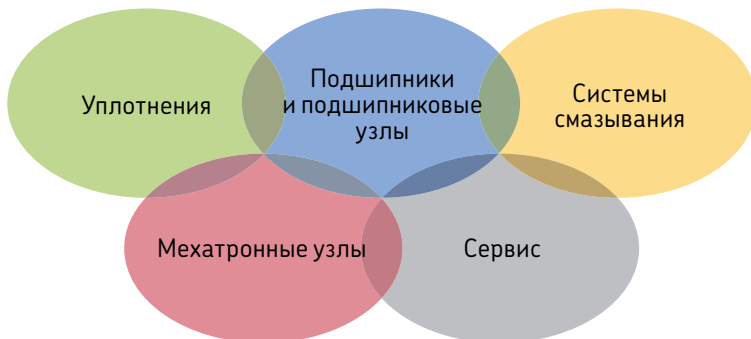 Уплотнения
Подшипники
и подшипниковые
узлы
Системы
смазывания
Мехатронные узлы
Сервис